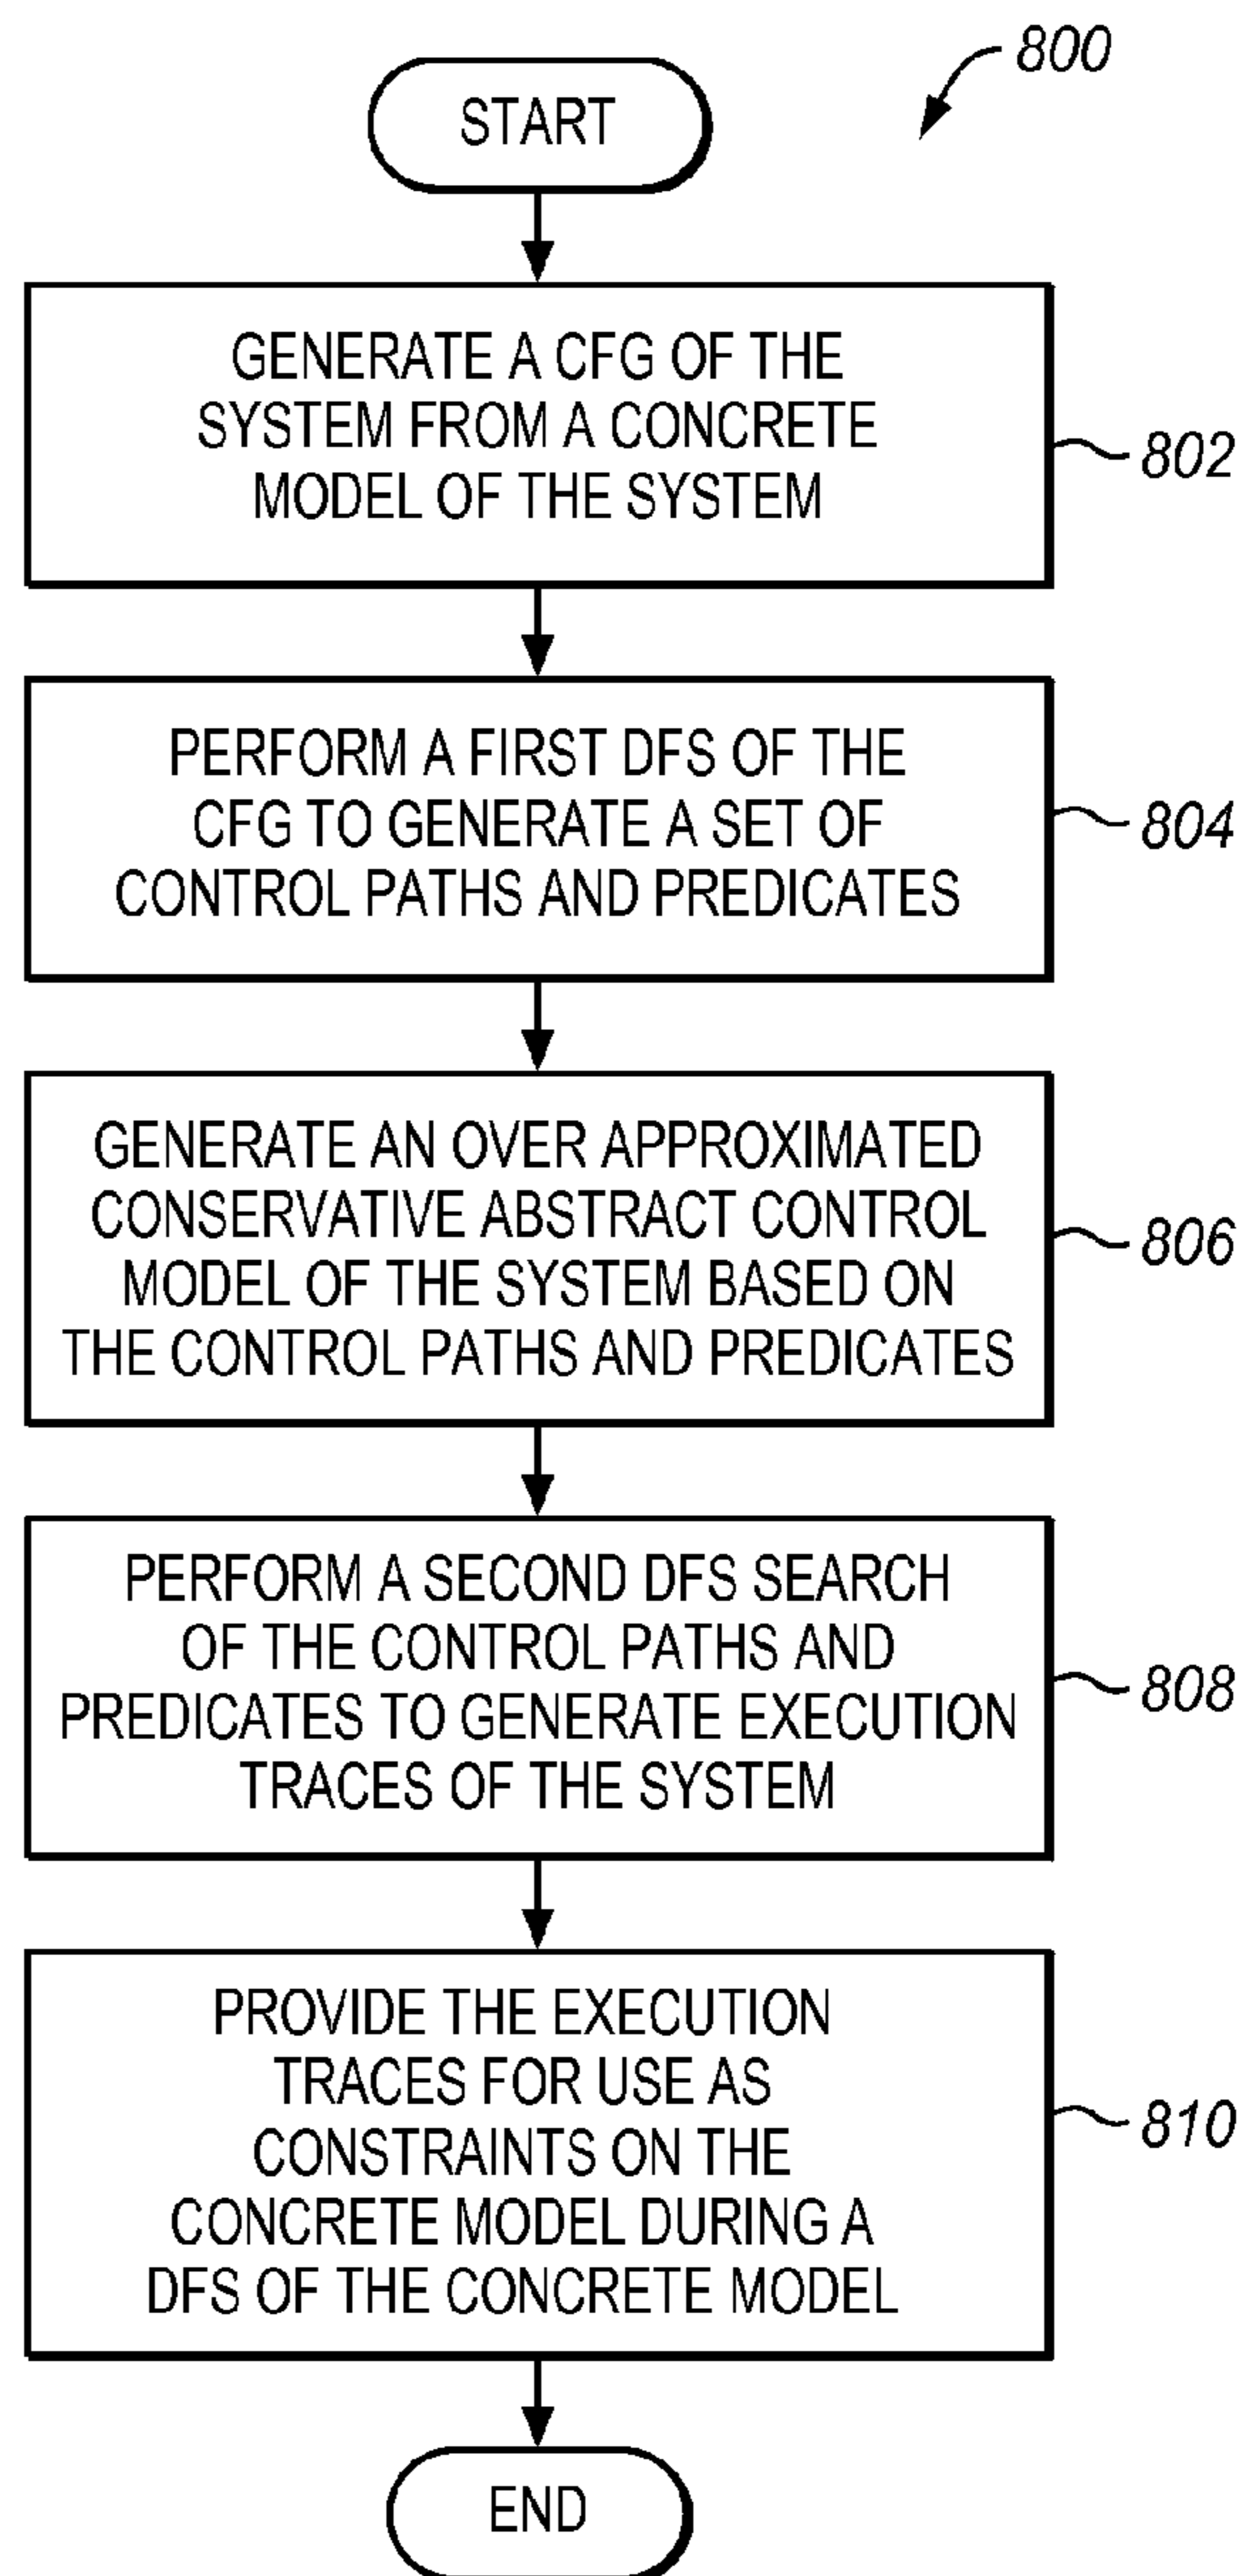 800
START
GENERATE A CFG OF THE
SYSTEM FROM A CONCRETE
MODEL OF THE SYSTEM
802
PERFORM A FIRST DFS OF THE
CFG TO GENERATE A SET OF
CONTROL PATHS AND PREDICATES
804
GENERATE AN OVER APPROXIMATED
CONSERVATIVE ABSTRACT CONTROL
MODEL OF THE SYSTEM BASED ON
THE CONTROL PATHS AND PREDICATES
806
PERFORM A SECOND DFS SEARCH
OF THE CONTROL PATHS AND
PREDICATES TO GENERATE EXECUTION
TRACES OF THE SYSTEM
808
PROVIDE THE EXECUTION
TRACES FOR USE AS
CONSTRAINTS ON THE
CONCRETE MODEL DURING A
DFS OF THE CONCRETE MODEL
810
END